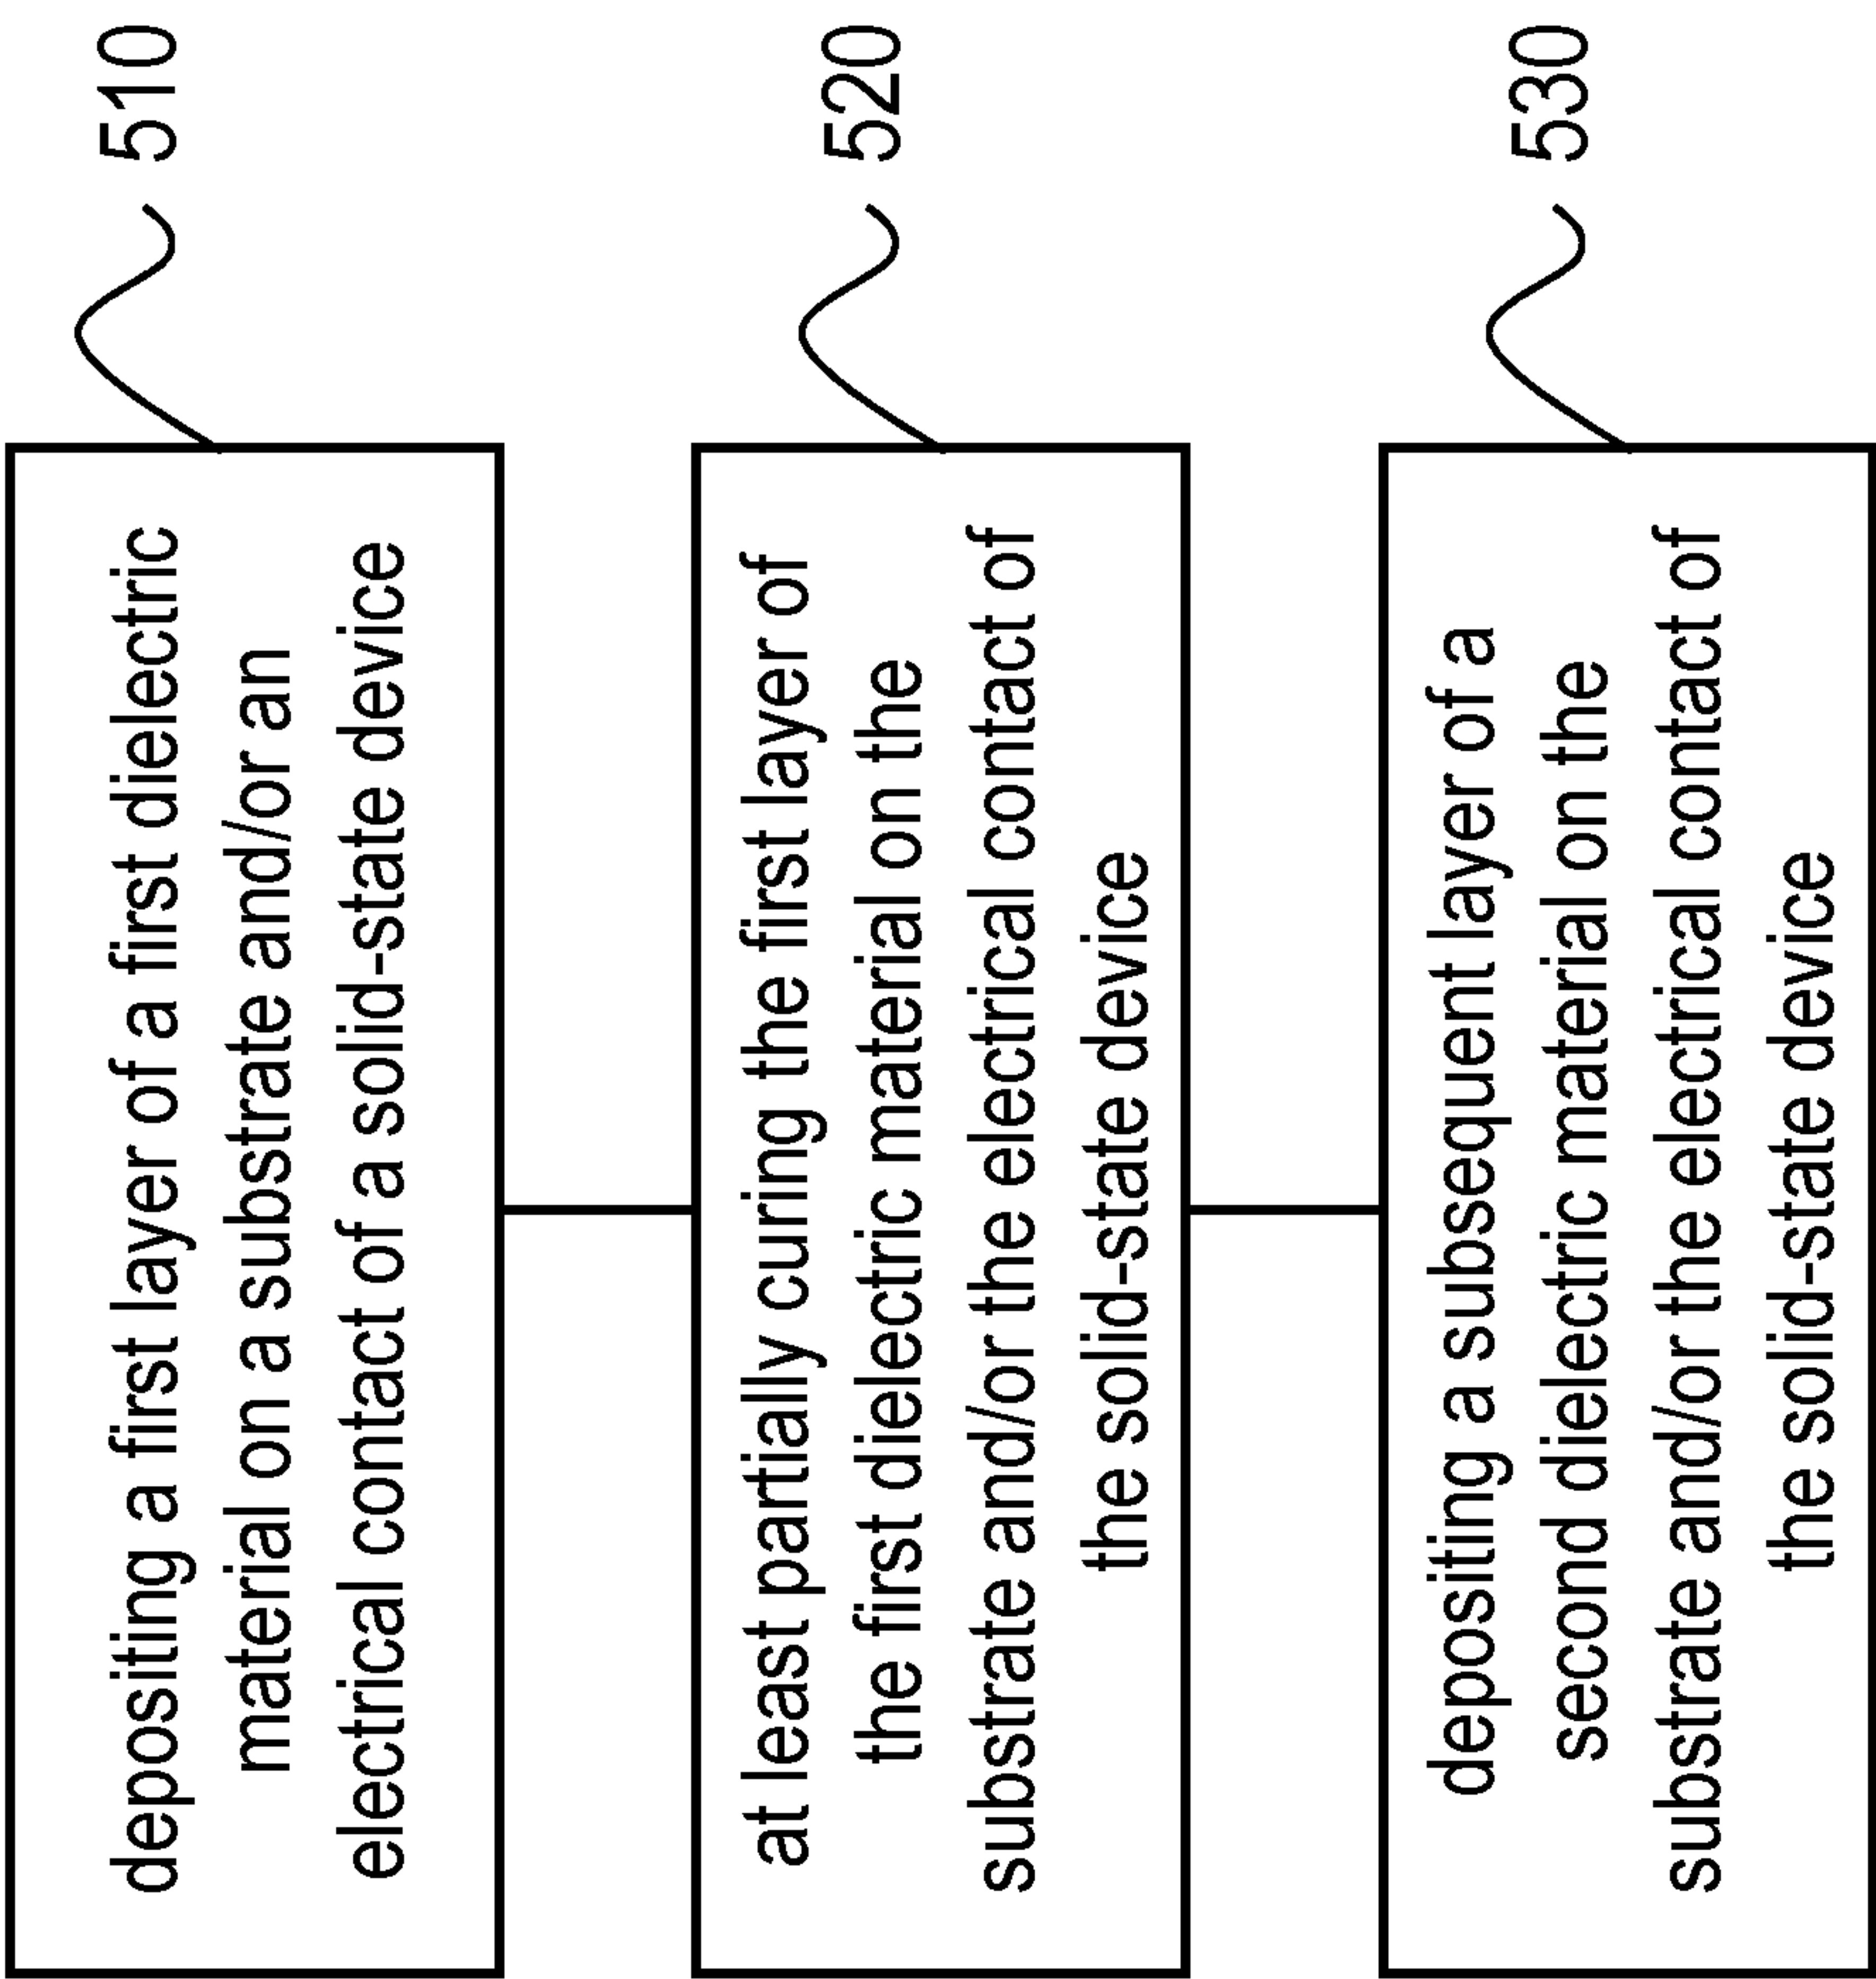 depositing a first layer of a first dielectric
material on a substrate and/or an
electrical contact of a solid-state device
510
at least partially curing the first layer of
the first dielectric material on the
substrate and/or the electrical contact of
the solid-state device
520
depositing a subsequent layer of a
second dielectric material on the
substrate and/or the electrical contact of
the solid-state device
530